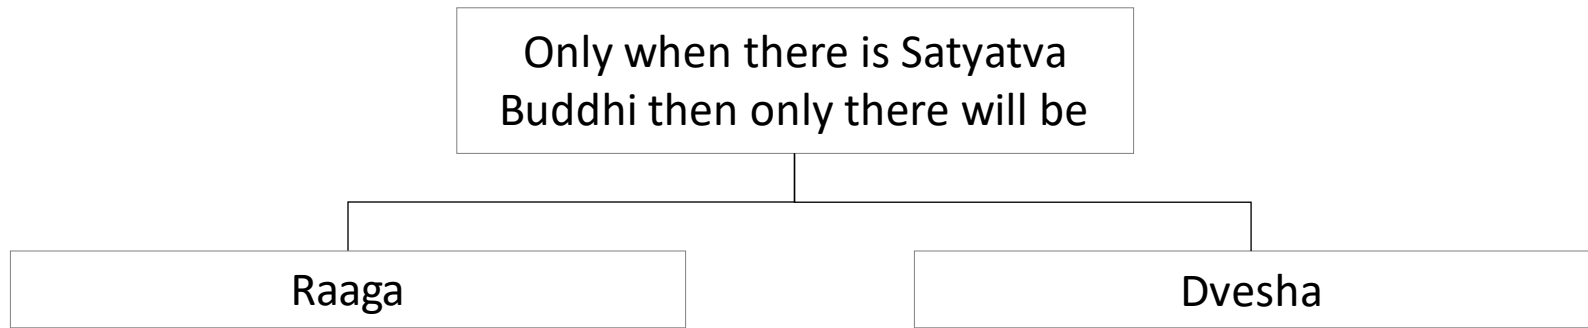 Only when there is Satyatva
Buddhi then only there will be
Raaga
Dvesha